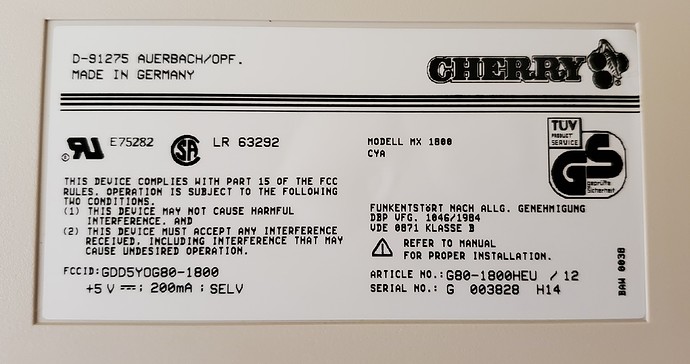 D-91275 AUERBACH/OPF.
MADE IN GERMANY
CHERRY
E75282
LR 63292
MODELL MX 1800
CYA
TÜV
PRODUCT
SERVICE
GS
geprüfte
Sicherheit
THIS DEVICE COMPLIES WITH PART 15 OF THE FCC
RULES. OPERATION IS SUBJECT TO THE FOLLOWING
TWO CONDITIONS.
(1) THIS DEVICE MAY NOT CAUSE HARMFUL
INTERFERENCE. AND
(2) THIS DEVICE MUST ACCEPT ANY INTERFERENCE
RECEIVED. INCLUDING INTERFERENCE THAT MAY
CAUSE UNDESIRED OPERATION.
FCCID:GDD5YOG80-1800
+5 V ⎓: 200mA : SELV
FUNKENTSTöRT NACH ALLG. GENEHMIGUNG
DBP VFG. 1046/1984
VDE 0871 KLASSE B
REFER TO MANUAL
FOR PROPER INSTALLATION.
ARTICLE NO.:G80-1800HEU / 12
SERIAL NO.: G 003828 H14
BAW 0038